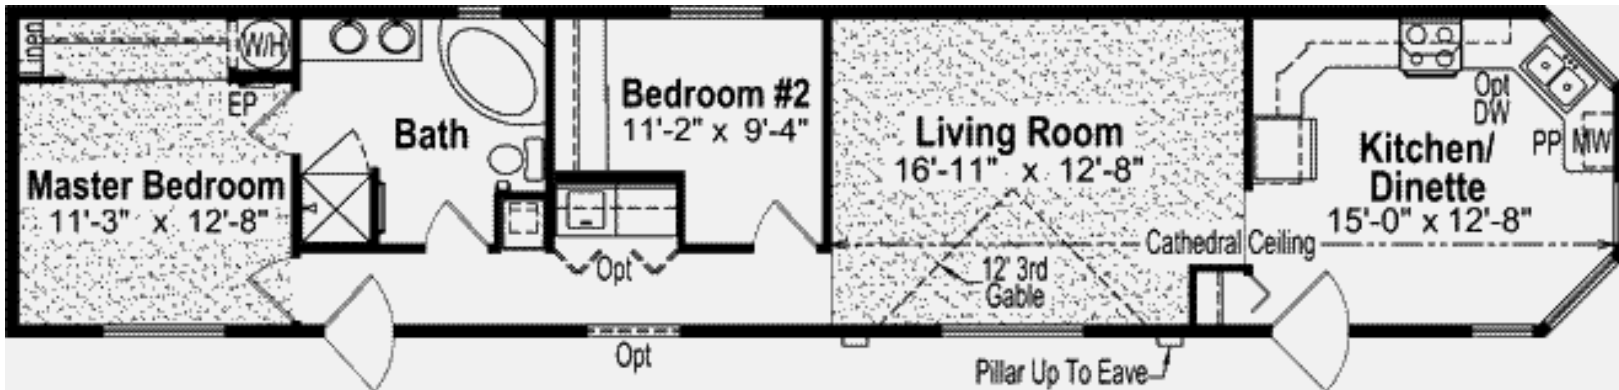 Linen
W/H
EP
Master Bedroom
11'-3" x 12'-8"
Bath
Bedroom #2
11'-2" x 9'-4"
Opt
Opt
Living Room
16'-11" x 12'-8"
Cathedral Ceiling
12' 3rd
Gable
Pillar Up To Eave
Opt
DW
PP
MW
Kitchen/
Dinette
15'-0" x 12'-8"